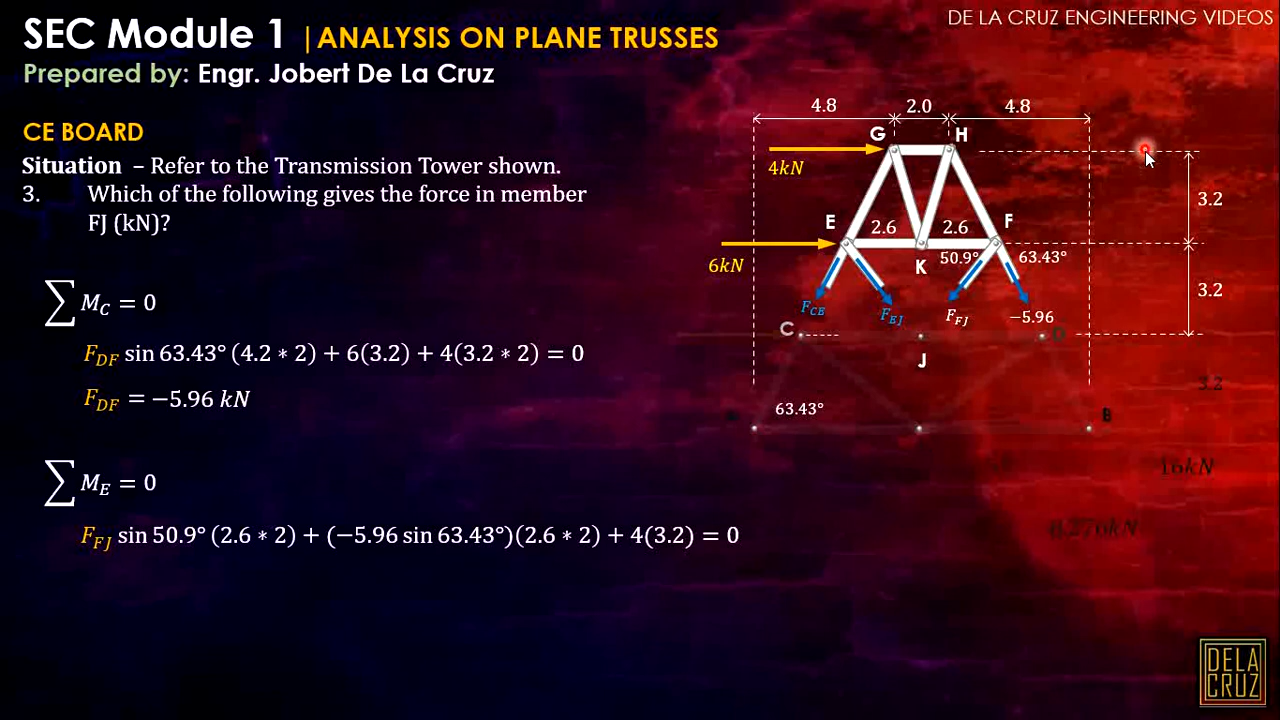 SEC Module 1 |ANALYSIS ON PLANE TRUSSES
DE LA CRUZ ENGINEERING VIDEOS
Prepared by: Engr. Jobert De La Cruz
CE BOARD
Situation – Refer to the Transmission Tower shown.
3. Which of the following gives the force in member
FJ (kN)?
∑ M_C = 0
F_DF sin 63.43° (4.2 * 2) + 6(3.2) + 4(3.2 * 2) = 0
F_DF = −5.96 kN
∑ M_E = 0
F_FJ sin 50.9° (2.6 * 2) + (−5.96 sin 63.43°)(2.6 * 2) + 4(3.2) = 0
4.8 2.0 4.8
G H
4kN
3.2
E 2.6 2.6 F
6kN K 50.9° 63.43°
3.2
F_CE F_EJ F_FJ −5.96
C D
J
3.2
63.43° B
16kN
0.276kN
DELA
CRUZ